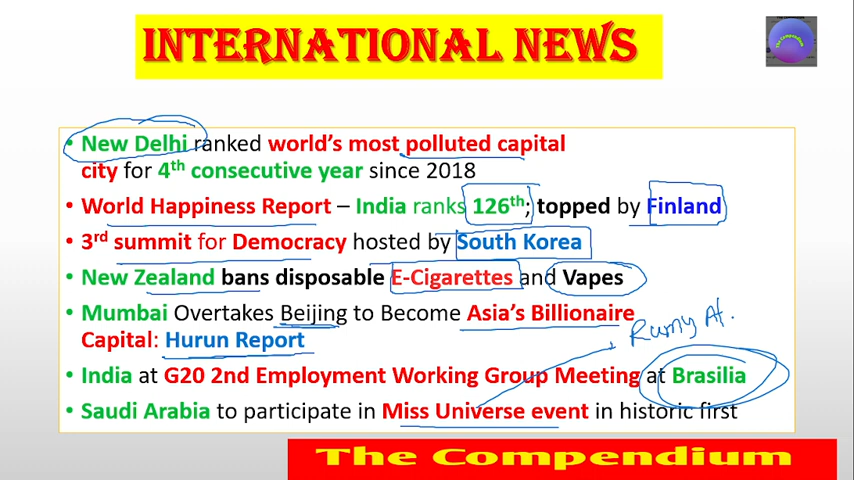 INTERNATIONAL NEWS
The Compendium
• New Delhi ranked world's most polluted capital
city for 4th consecutive year since 2018
• World Happiness Report – India ranks 126th; topped by Finland
• 3rd summit for Democracy hosted by South Korea
• New Zealand bans disposable E-Cigarettes and Vapes
• Mumbai Overtakes Beijing to Become Asia's Billionaire
Capital: Hurun Report
• India at G20 2nd Employment Working Group Meeting at Brasilia
• Saudi Arabia to participate in Miss Universe event in historic first
The Compendium